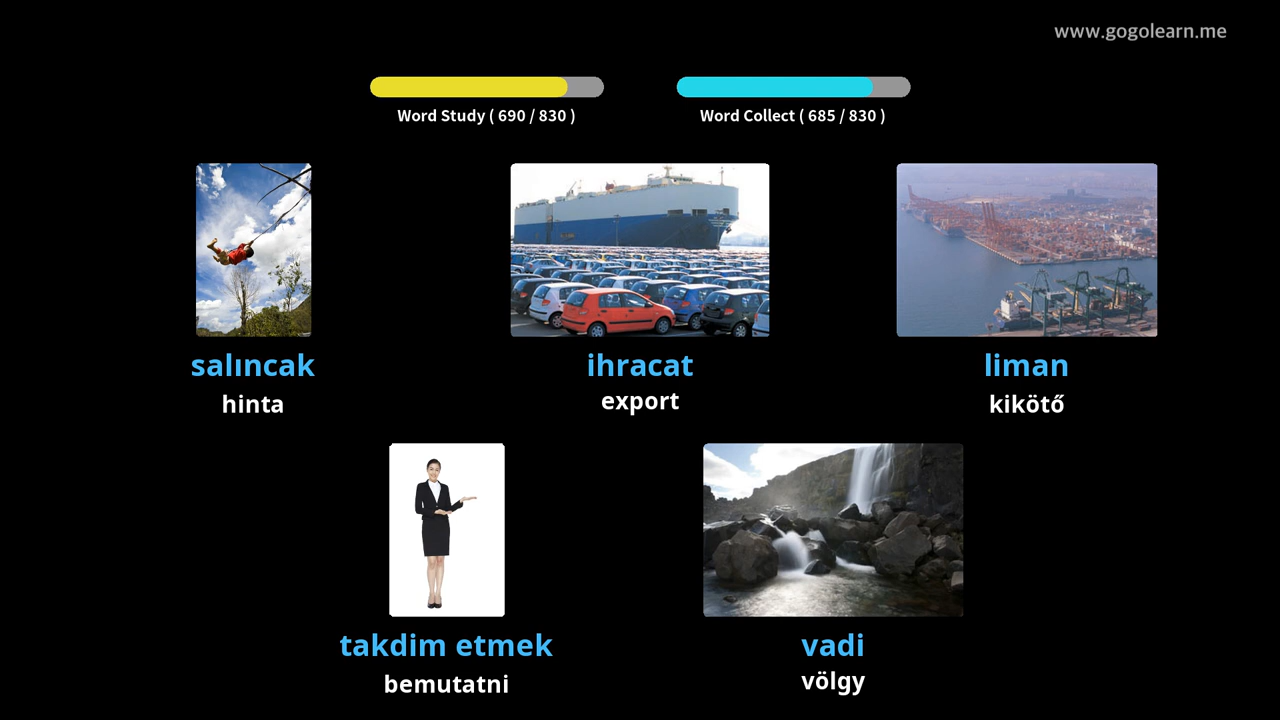 www.gogolearn.me
Word Study ( 690 / 830 )
Word Collect ( 685 / 830 )
salıncak
hinta
ihracat
export
liman
kikötő
takdim etmek
bemutatni
vadi
völgy